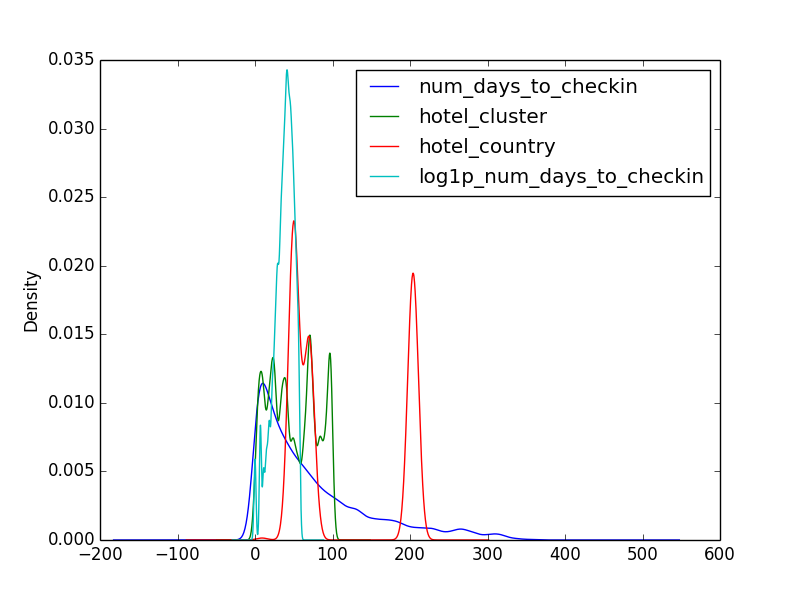 0.035
0.030
0.025
0.020
0.015
0.010
0.005
0.000
Density
num_days_to_checkin
hotel_cluster
hotel_country
log1p_num_days_to_checkin
−200 −100 0 100 200 300 400 500 600